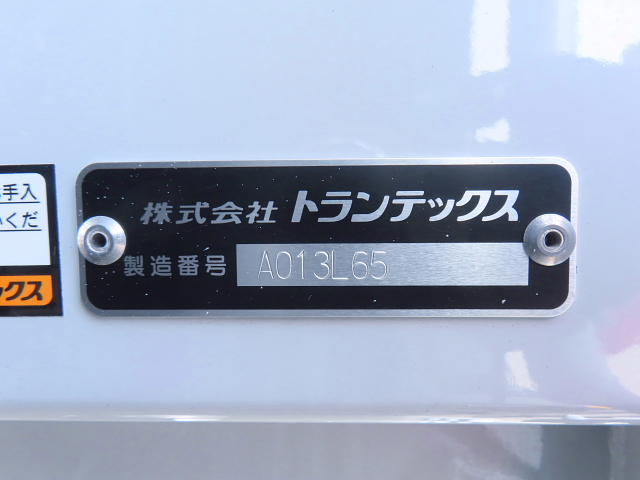 株式会社 トランテックス
製造番号 A013L65
手入
くだ
ックス